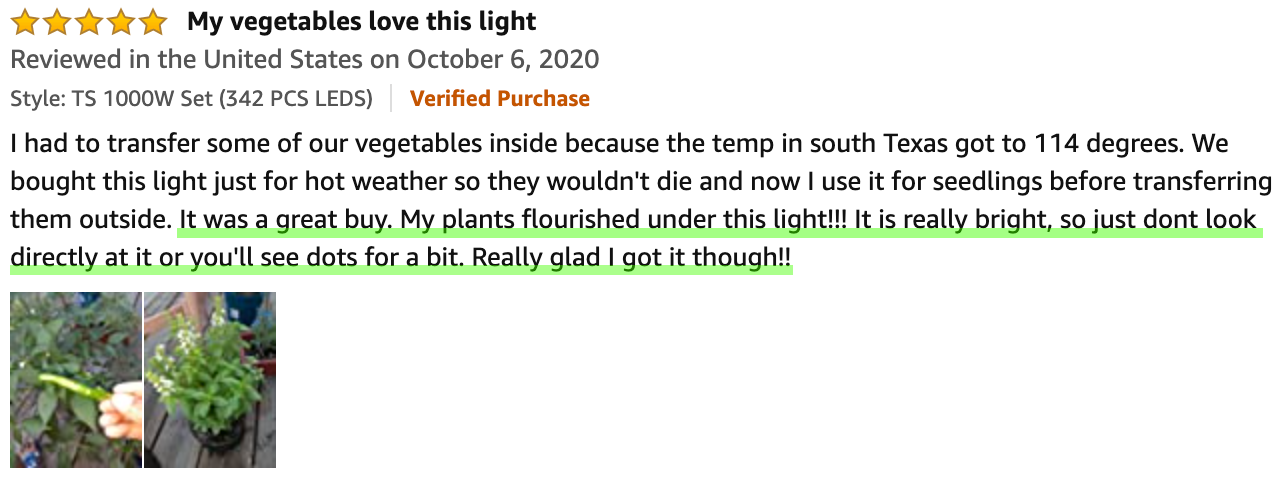 My vegetables love this light
Reviewed in the United States on October 6, 2020
Style: TS 1000W Set (342 PCS LEDS) Verified Purchase
I had to transfer some of our vegetables inside because the temp in south Texas got to 114 degrees. We
bought this light just for hot weather so they wouldn't die and now I use it for seedlings before transferring
them outside. It was a great buy. My plants flourished under this light!!! It is really bright, so just dont look
directly at it or you'll see dots for a bit. Really glad I got it though!!